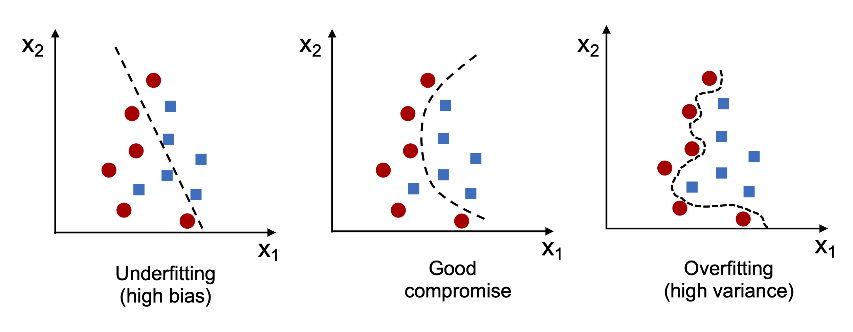 x2
x1
Underfitting
(high bias)
x2
x1
Good
compromise
x2
x1
Overfitting
(high variance)